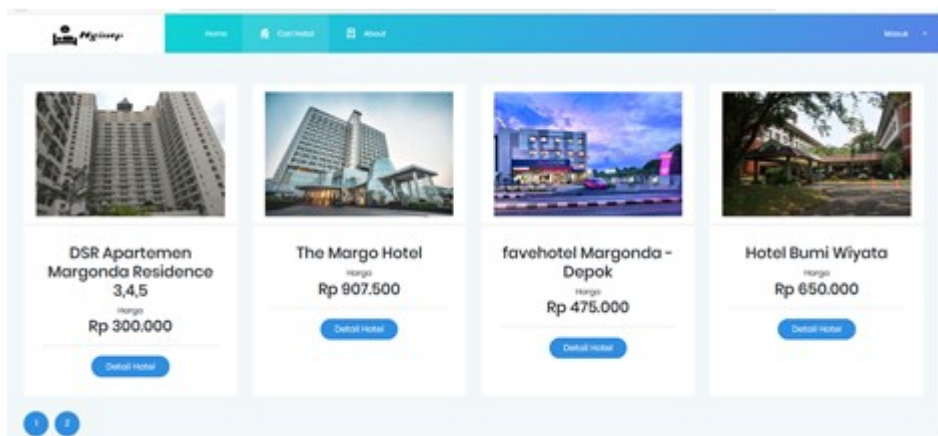 Nginep
Home
Cari Hotel
About
Masuk
DSR Apartemen
Margonda Residence
3,4,5
Harga
Rp 300.000
Detail Hotel
The Margo Hotel
Harga
Rp 907.500
Detail Hotel
favehotel Margonda -
Depok
Harga
Rp 475.000
Detail Hotel
Hotel Bumi Wiyata
Harga
Rp 650.000
Detail Hotel
1
2